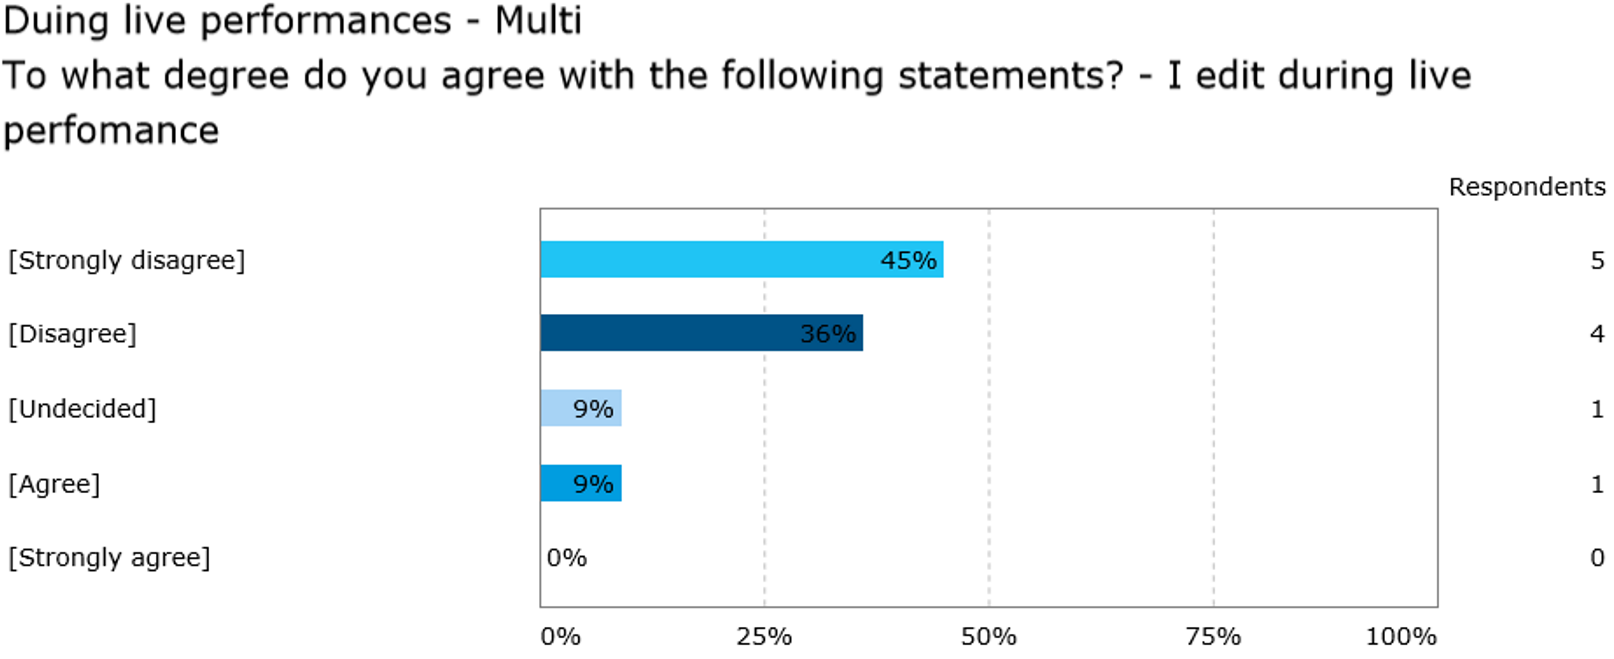 Duing live performances - Multi
To what degree do you agree with the following statements? - I edit during live
perfomance
Respondents
[Strongly disagree] 45% 5
[Disagree] 36% 4
[Undecided] 9% 1
[Agree] 9% 1
[Strongly agree] 0% 0
0% 25% 50% 75% 100%